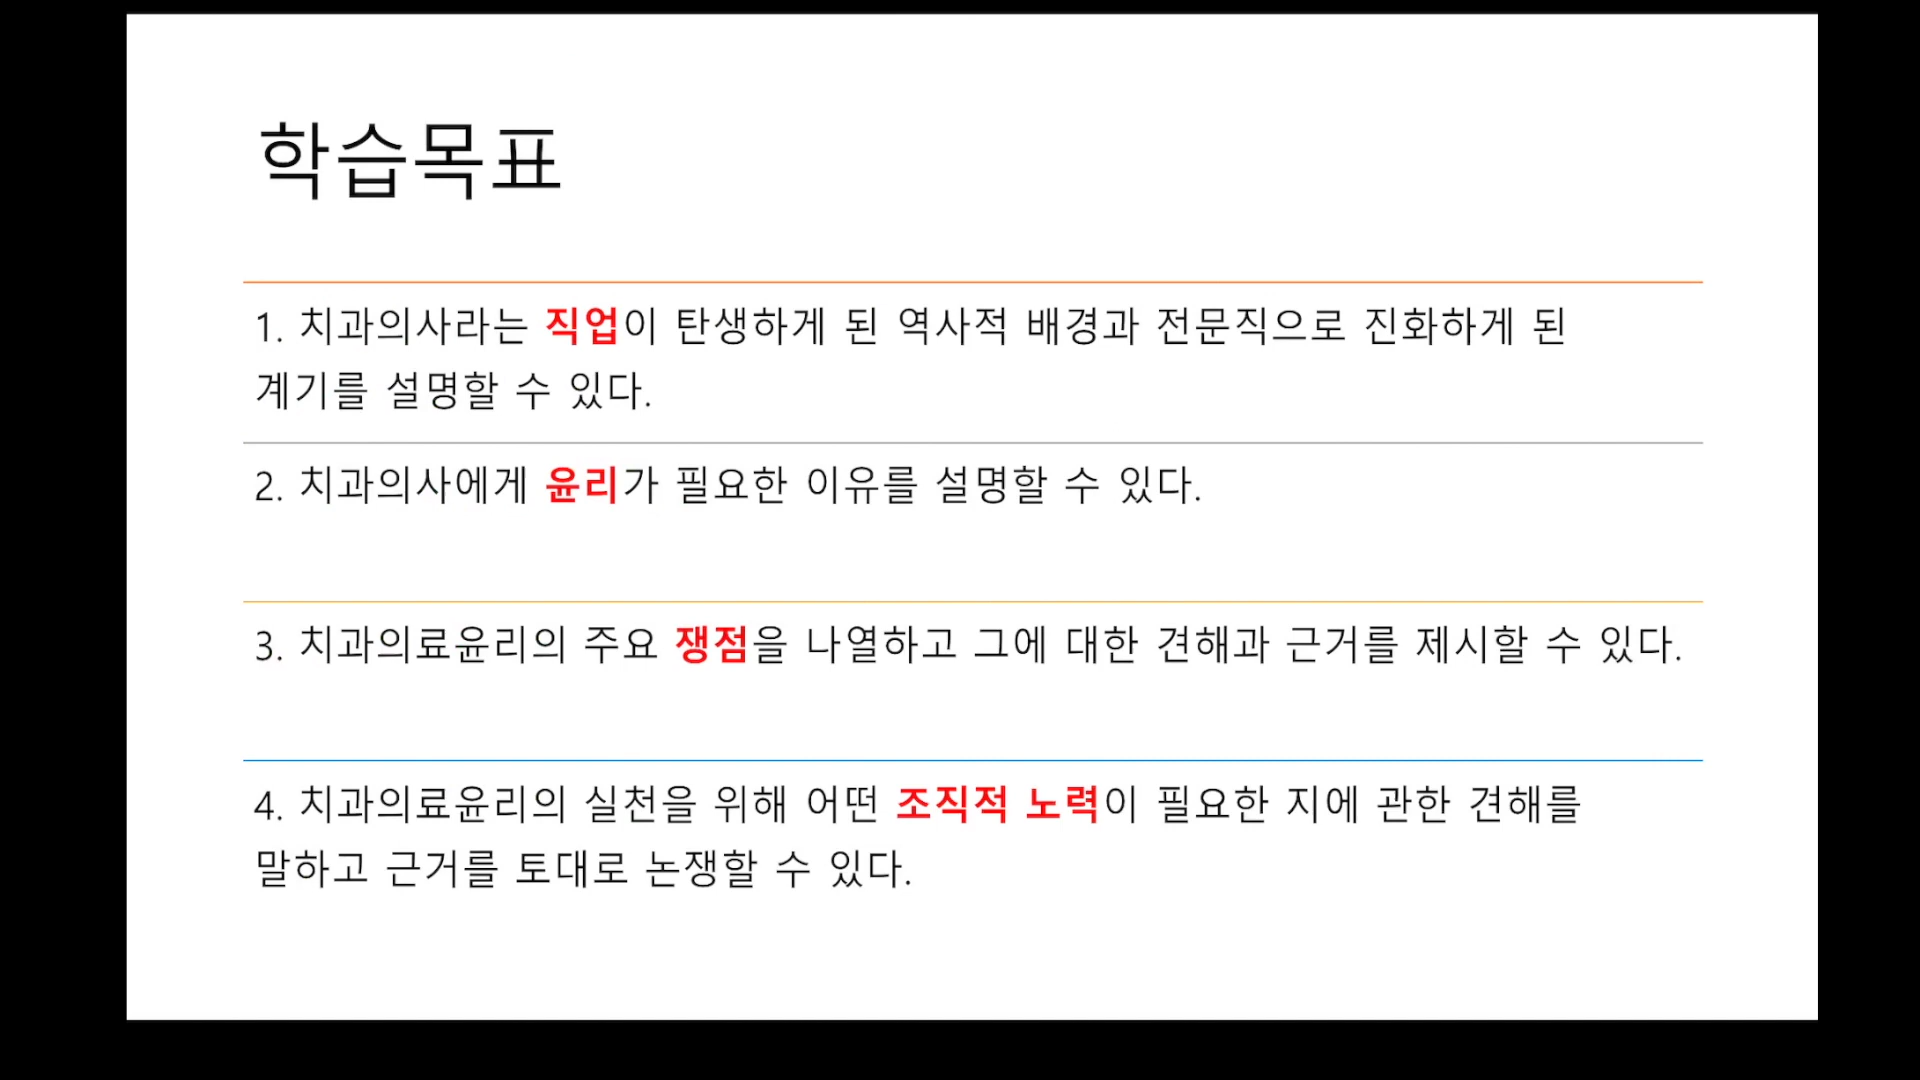 학습목표
1. 치과의사라는 직업이 탄생하게 된 역사적 배경과 전문직으로 진화하게 된
계기를 설명할 수 있다.
2. 치과의사에게 윤리가 필요한 이유를 설명할 수 있다.
3. 치과의료윤리의 주요 쟁점을 나열하고 그에 대한 견해과 근거를 제시할 수 있다.
4. 치과의료윤리의 실천을 위해 어떤 조직적 노력이 필요한 지에 관한 견해를
말하고 근거를 토대로 논쟁할 수 있다.